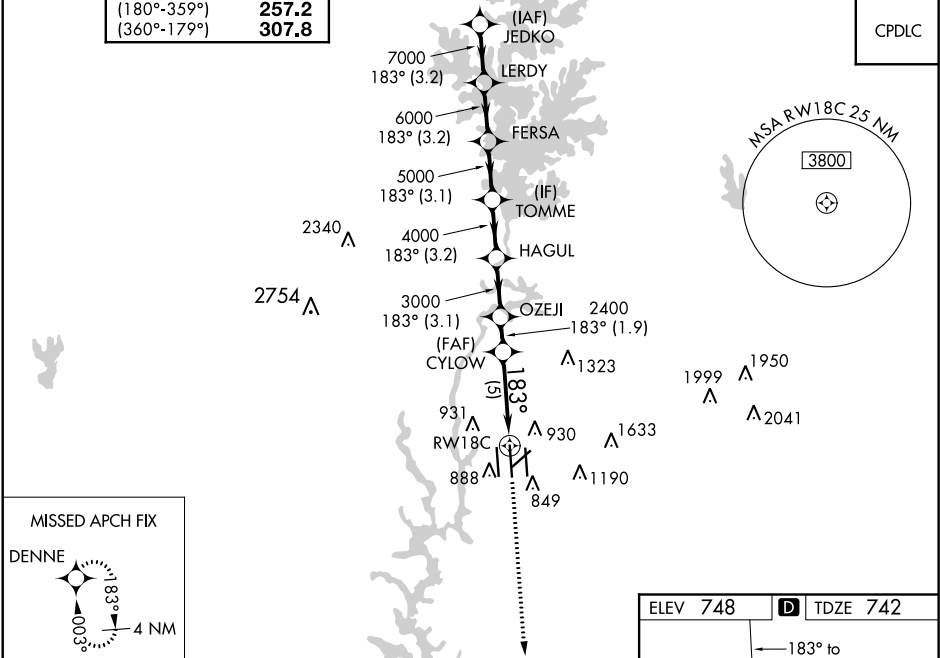 (180°-359°) 257.2
(360°-179°) 307.8
CPDLC
(IAF)
JEDKO
7000
183° (3.2)
LERDY
6000
183° (3.2)
FERSA
5000
183° (3.1)
(IF)
TOMME
4000
183° (3.2)
HAGUL
3000
183° (3.1)
OZEJI
2400
183° (1.9)
(FAF)
CYLOW
183°
(5)
RW18C
MSA RW18C 25 NM
3800
2340
2754
1323
1950
1999
2041
931
930
1633
888
849
1190
MISSED APCH FIX
DENNE
183°
003°
4 NM
ELEV 748 D TDZE 742
183° to